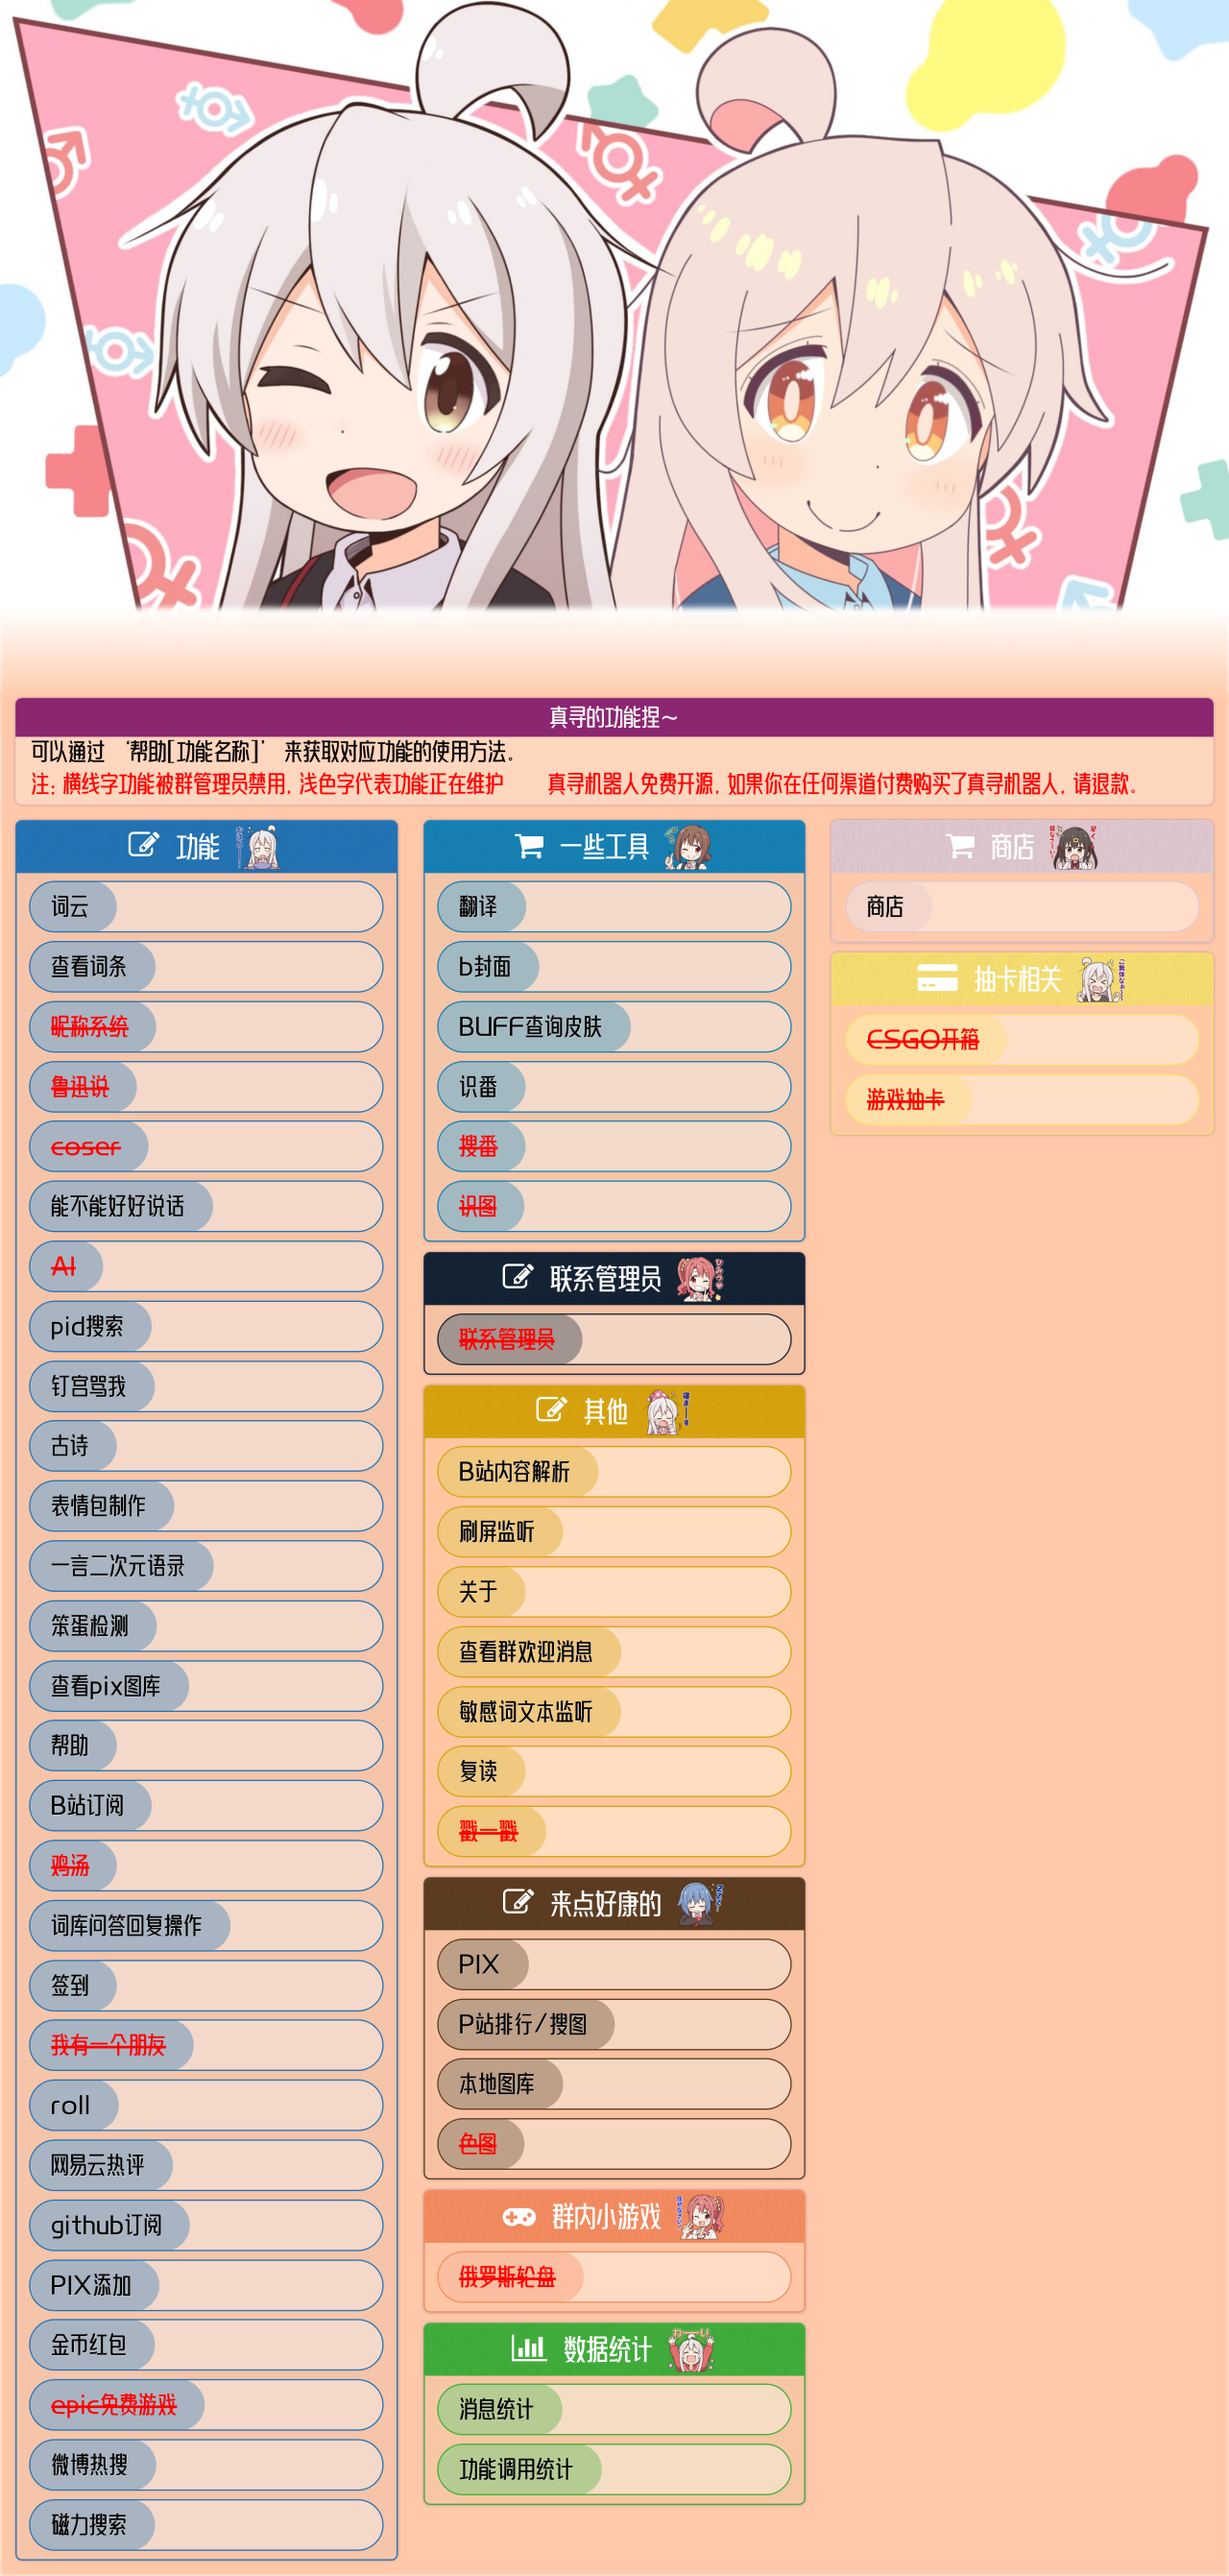 真寻的功能捏~
可以通过 ‘帮助[功能名称]’ 来获取对应功能的使用方法。
注: 横线字功能被群管理员禁用, 浅色字代表功能正在维护 真寻机器人免费开源, 如果你在任何渠道付费购买了真寻机器人, 请退款。
功能
词云
查看词条
昵称系统
鲁迅说
coser
能不能好好说话
AI
pid搜索
钉宫骂我
古诗
表情包制作
一言二次元语录
笨蛋检测
查看pix图库
帮助
B站订阅
鸡汤
词库问答回复操作
签到
我有一个朋友
roll
网易云热评
github订阅
PIX添加
金币红包
epic免费游戏
微博热搜
磁力搜索
一些工具
翻译
b封面
BUFF查询皮肤
识番
搜番
识图
联系管理员
联系管理员
其他
B站内容解析
刷屏监听
关于
查看群欢迎消息
敏感词文本监听
复读
戳一戳
来点好康的
PIX
P站排行/搜图
本地图库
色图
群内小游戏
俄罗斯轮盘
数据统计
消息统计
功能调用统计
商店
商店
抽卡相关
CSGO开箱
游戏抽卡